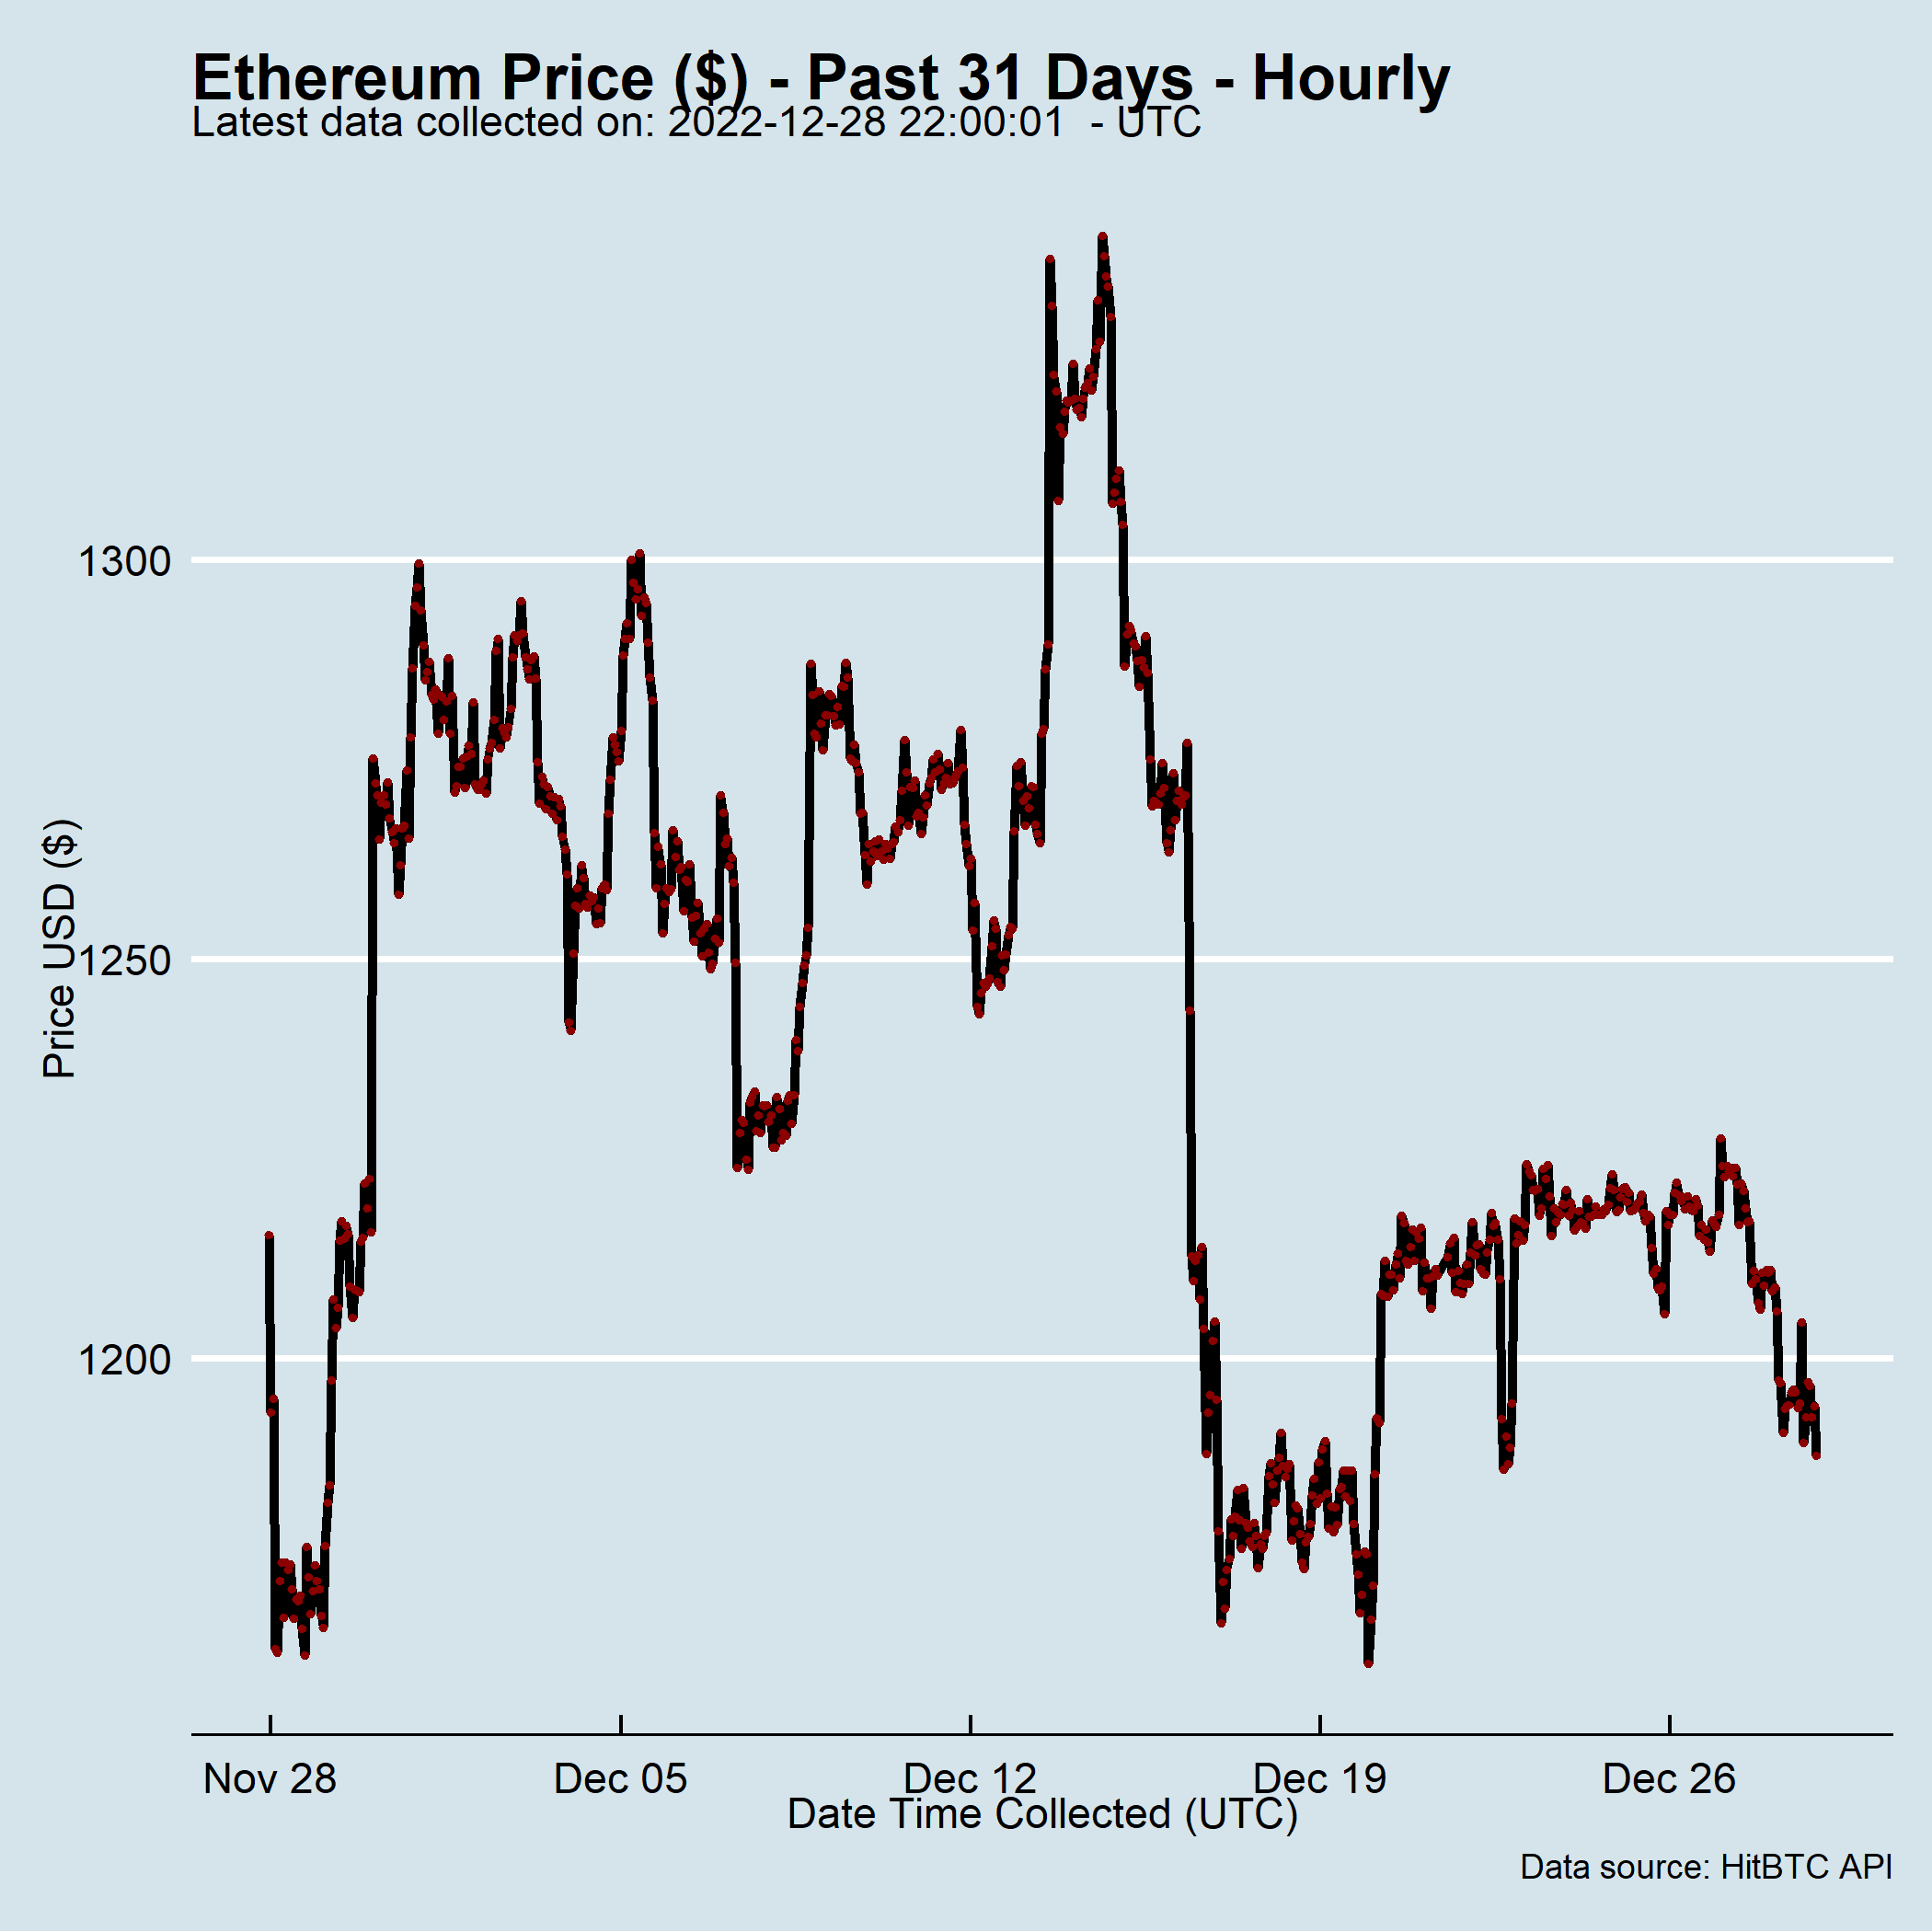 Ethereum Price ($) - Past 31 Days - Hourly
Latest data collected on: 2022-12-28 22:00:01  - UTC
Price USD ($)
1300
1250
1200
Nov 28 Dec 05 Dec 12 Dec 19 Dec 26
Date Time Collected (UTC)
Data source: HitBTC API